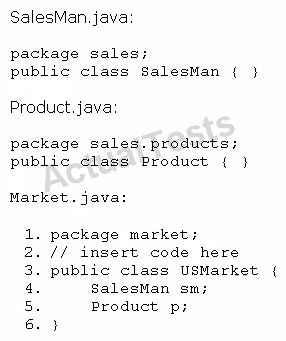 SalesMan.java:
package sales;
public class SalesMan { }
Product.java:
package sales.products;
public class Product { }
ActualTests
Market.java:
1. package market;
2. // insert code here
3. public class USMarket {
4. SalesMan sm;
5. Product p;
6. }